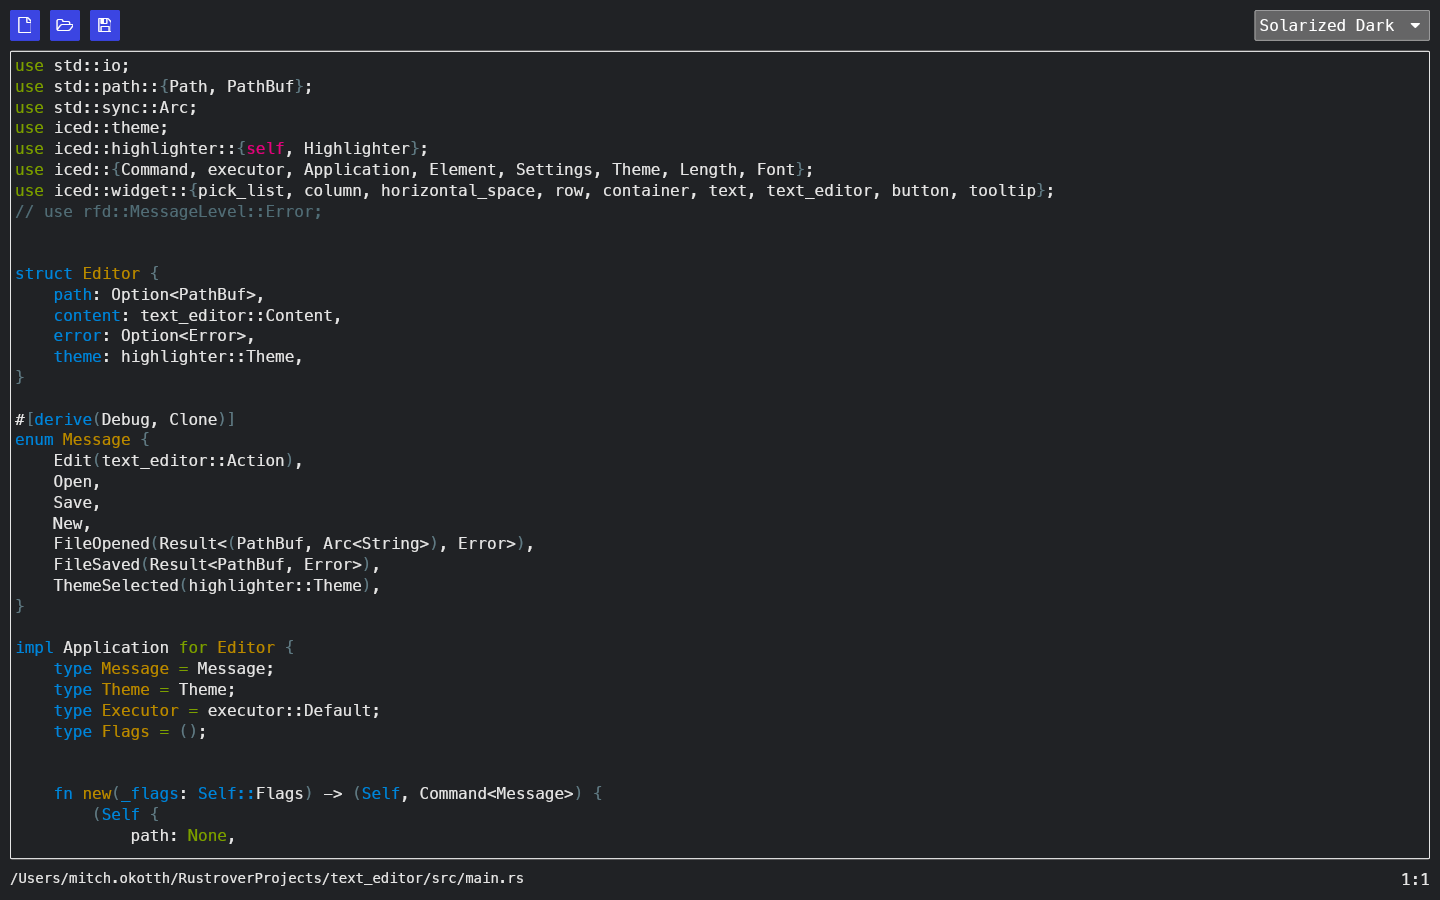 Solarized Dark
use std::io;
use std::path::{Path, PathBuf};
use std::sync::Arc;
use iced::theme;
use iced::highlighter::{self, Highlighter};
use iced::{Command, executor, Application, Element, Settings, Theme, Length, Font};
use iced::widget::{pick_list, column, horizontal_space, row, container, text, text_editor, button, tooltip};
// use rfd::MessageLevel::Error;
struct Editor {
    path: Option<PathBuf>,
    content: text_editor::Content,
    error: Option<Error>,
    theme: highlighter::Theme,
}
#[derive(Debug, Clone)]
enum Message {
    Edit(text_editor::Action),
    Open,
    Save,
    New,
    FileOpened(Result<(PathBuf, Arc<String>), Error>),
    FileSaved(Result<PathBuf, Error>),
    ThemeSelected(highlighter::Theme),
}
impl Application for Editor {
    type Message = Message;
    type Theme = Theme;
    type Executor = executor::Default;
    type Flags = ();
    fn new(_flags: Self::Flags) -> (Self, Command<Message>) {
        (Self {
            path: None,
/Users/mitch.okotth/RustroverProjects/text_editor/src/main.rs
1:1